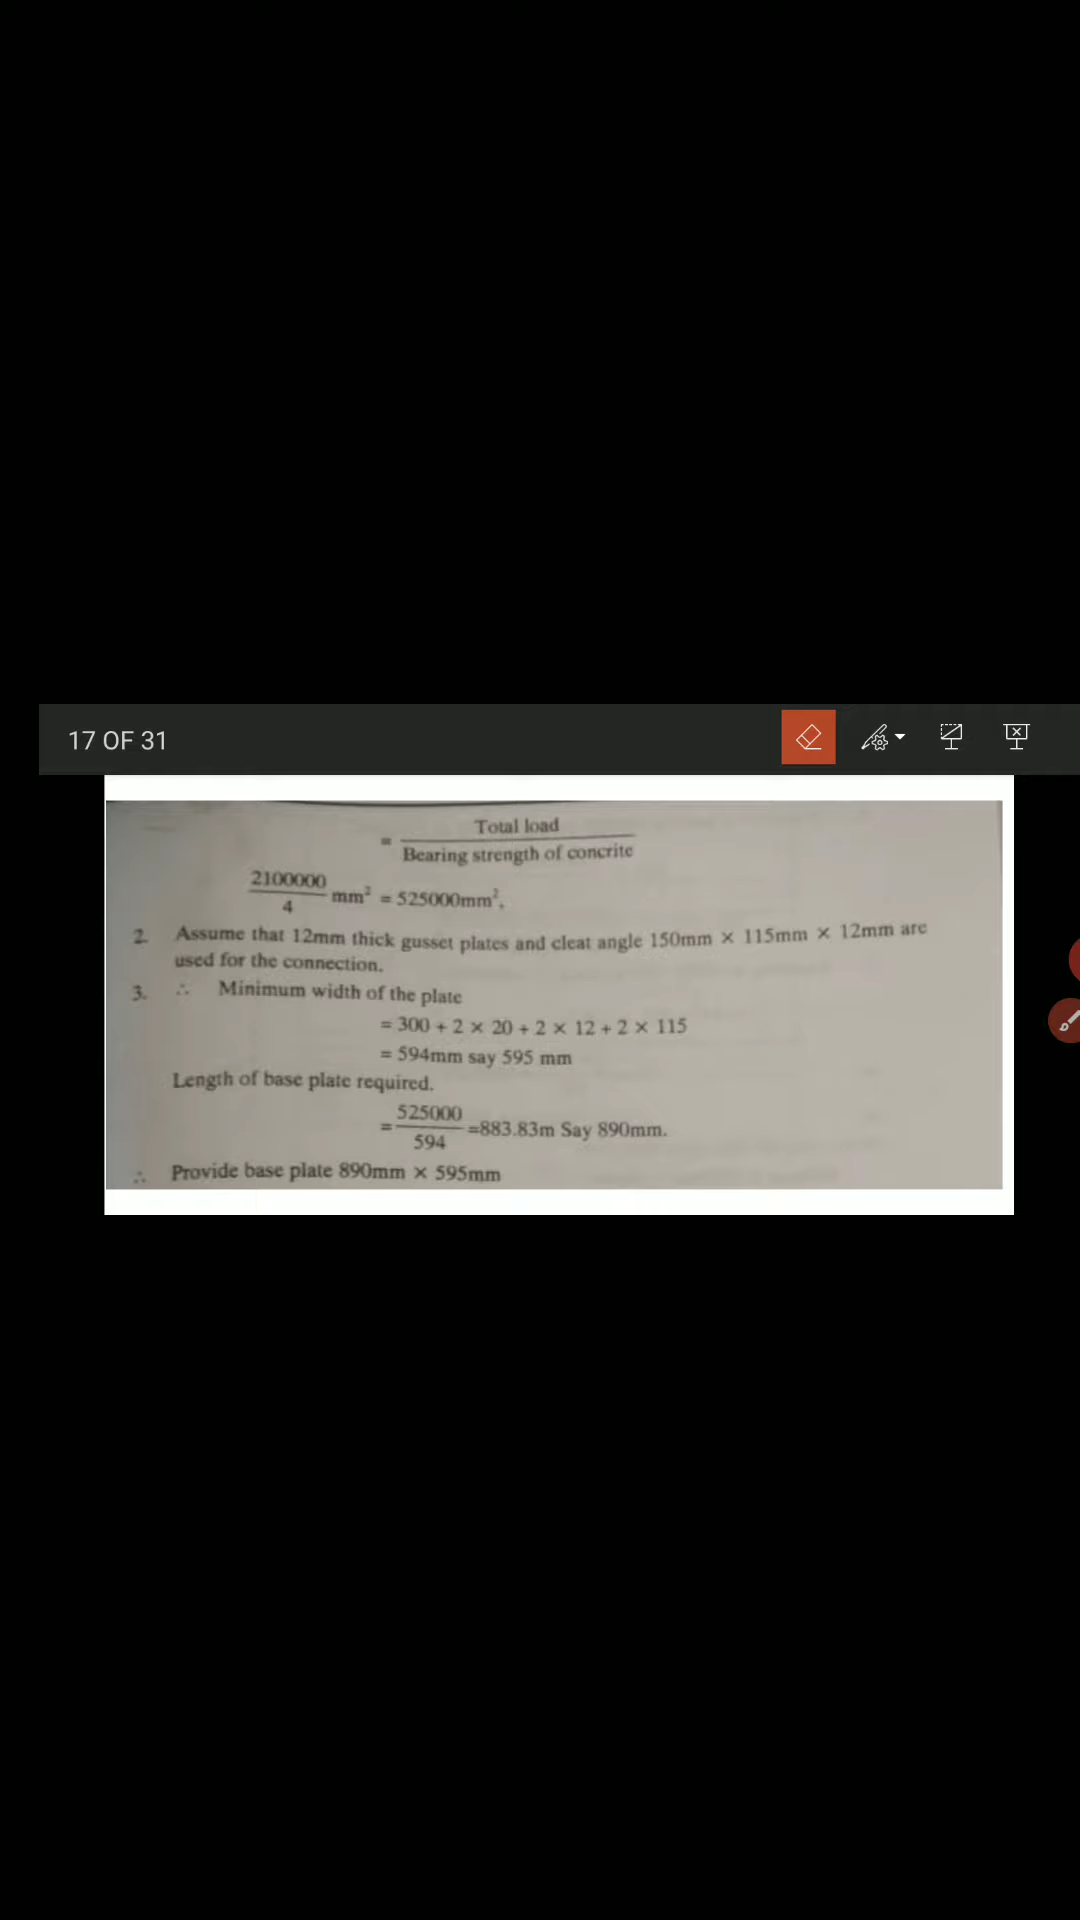 17 OF 31
= Total load
Bearing strength of concrite
2100000
4 mm² = 525000mm².
2. Assume that 12mm thick gusset plates and cleat angle 150mm × 115mm × 12mm are
used for the connection.
3. ∴ Minimum width of the plate
= 300 + 2 × 20 + 2 × 12 + 2 × 115
= 594mm say 595 mm
Length of base plate required.
= 525000
594 =883.83m Say 890mm.
∴ Provide base plate 890mm × 595mm